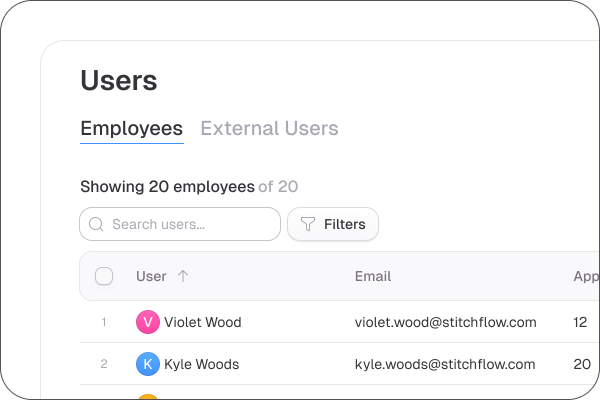 Users
Employees External Users
Showing 20 employees of 20
Search users... Filters
User Email App
1 V Violet Wood violet.wood@stitchflow.com 12
2 K Kyle Woods kyle.woods@stitchflow.com 20